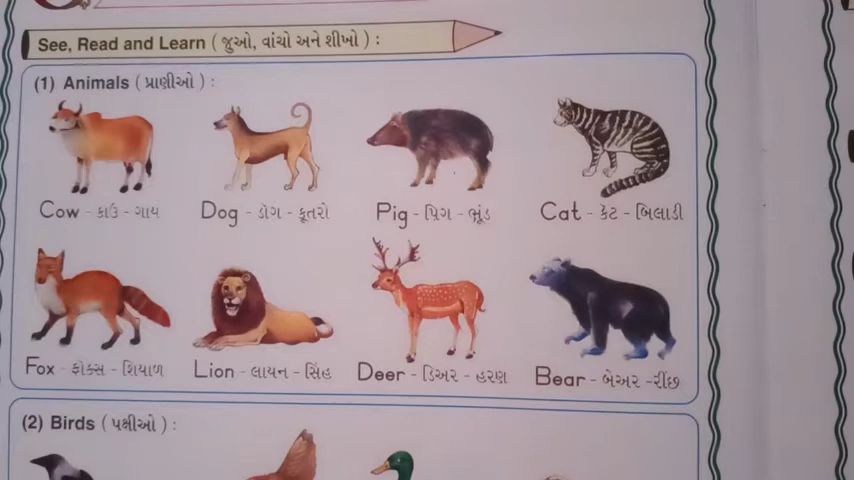 See, Read and Learn ( જુઓ, વાંચો અને શીખો ) :
(1) Animals ( પ્રાણીઓ ) :
Cow - કાઉ - ગાય Dog - ડૉગ - કૂતરો Pig - પિગ - ભૂંડ Cat - કેટ - બિલાડી
Fox - ફોક્સ - શિયાળ Lion - લાયન - સિંહ Deer - ડિઅર - હરણ Bear - બેઅર - રીંછ
(2) Birds ( પક્ષીઓ ) :